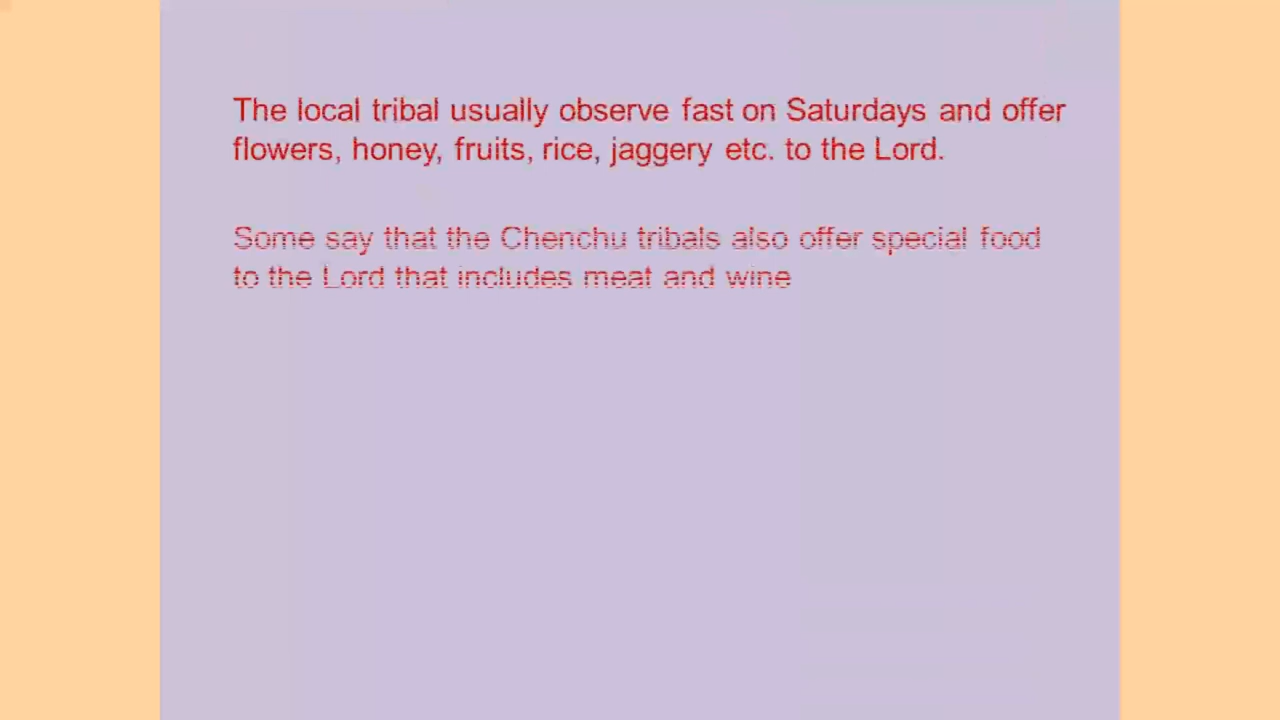 The local tribal usually observe fast on Saturdays and offer
flowers, honey, fruits, rice, jaggery etc. to the Lord.
Some say that the Chenchu tribals also offer special food
to the Lord that includes meat and wine